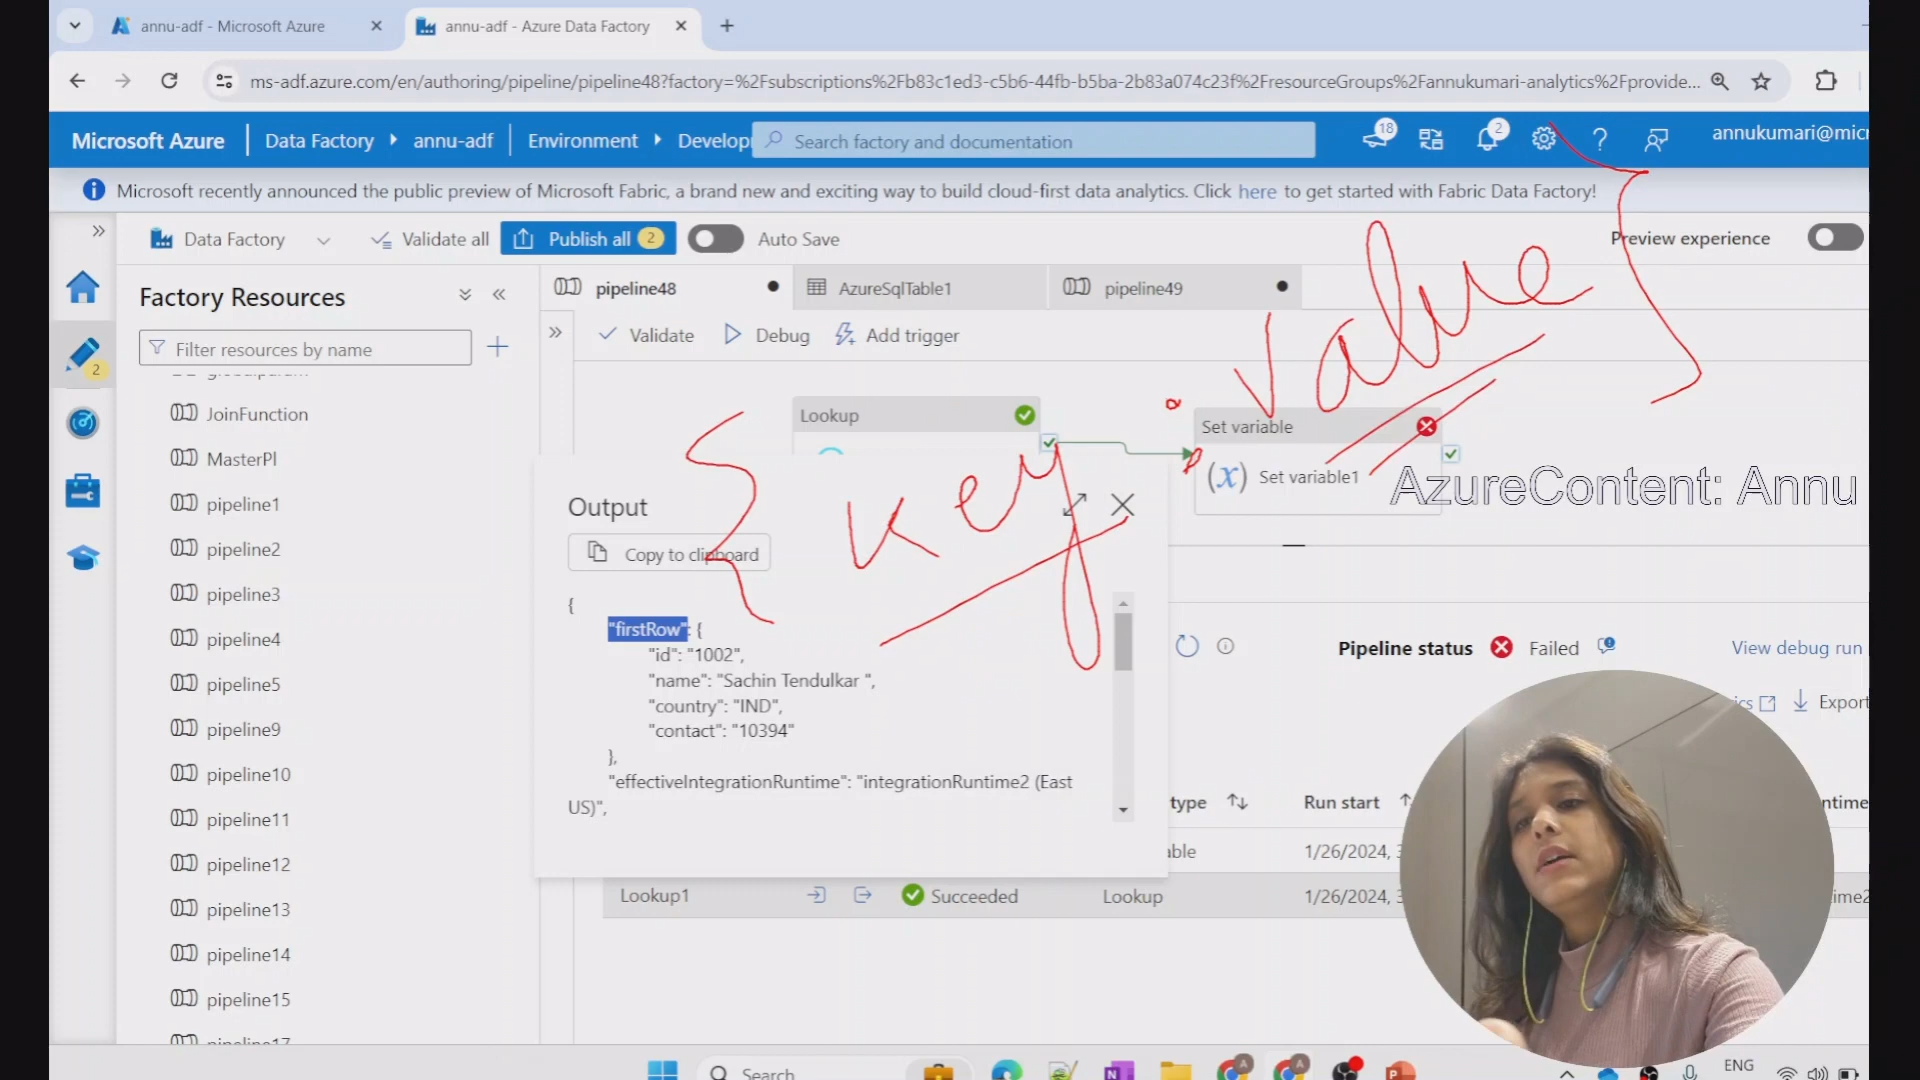 annu-adf - Microsoft Azure
annu-adf - Azure Data Factory
ms-adf.azure.com/en/authoring/pipeline/pipeline48?factory=%2Fsubscriptions%2Fb83c1ed3-c5b6-44fb-b5ba-2b83a074c23f%2FresourceGroups%2Fannukumari-analytics%2Fprovide...
Microsoft Azure
Data Factory
annu-adf
Environment
Develop
Search factory and documentation
18
2
annukumari@micr
Microsoft recently announced the public preview of Microsoft Fabric, a brand new and exciting way to build cloud-first data analytics. Click here to get started with Fabric Data Factory!
Data Factory
Validate all
Publish all 2
Auto Save
Preview experience
Factory Resources
pipeline48
AzureSqlTable1
pipeline49
Filter resources by name
Validate
Debug
Add trigger
2
JoinFunction
MasterPl
pipeline1
pipeline2
pipeline3
pipeline4
pipeline5
pipeline9
pipeline10
pipeline11
pipeline12
pipeline13
pipeline14
pipeline15
Lookup
Set variable
Set variable1
key
value
AzureContent: Annu
Output
Copy to clipboard
{
"firstRow": {
"id": "1002",
"name": "Sachin Tendulkar ",
"country": "IND",
"contact": "10394"
},
"effectiveIntegrationRuntime": "integrationRuntime2 (East
US)",
Pipeline status
Failed
View debug run
Export
type
Run start
1/26/2024,
Lookup1
Succeeded
Lookup
1/26/2024,
Search
ENG